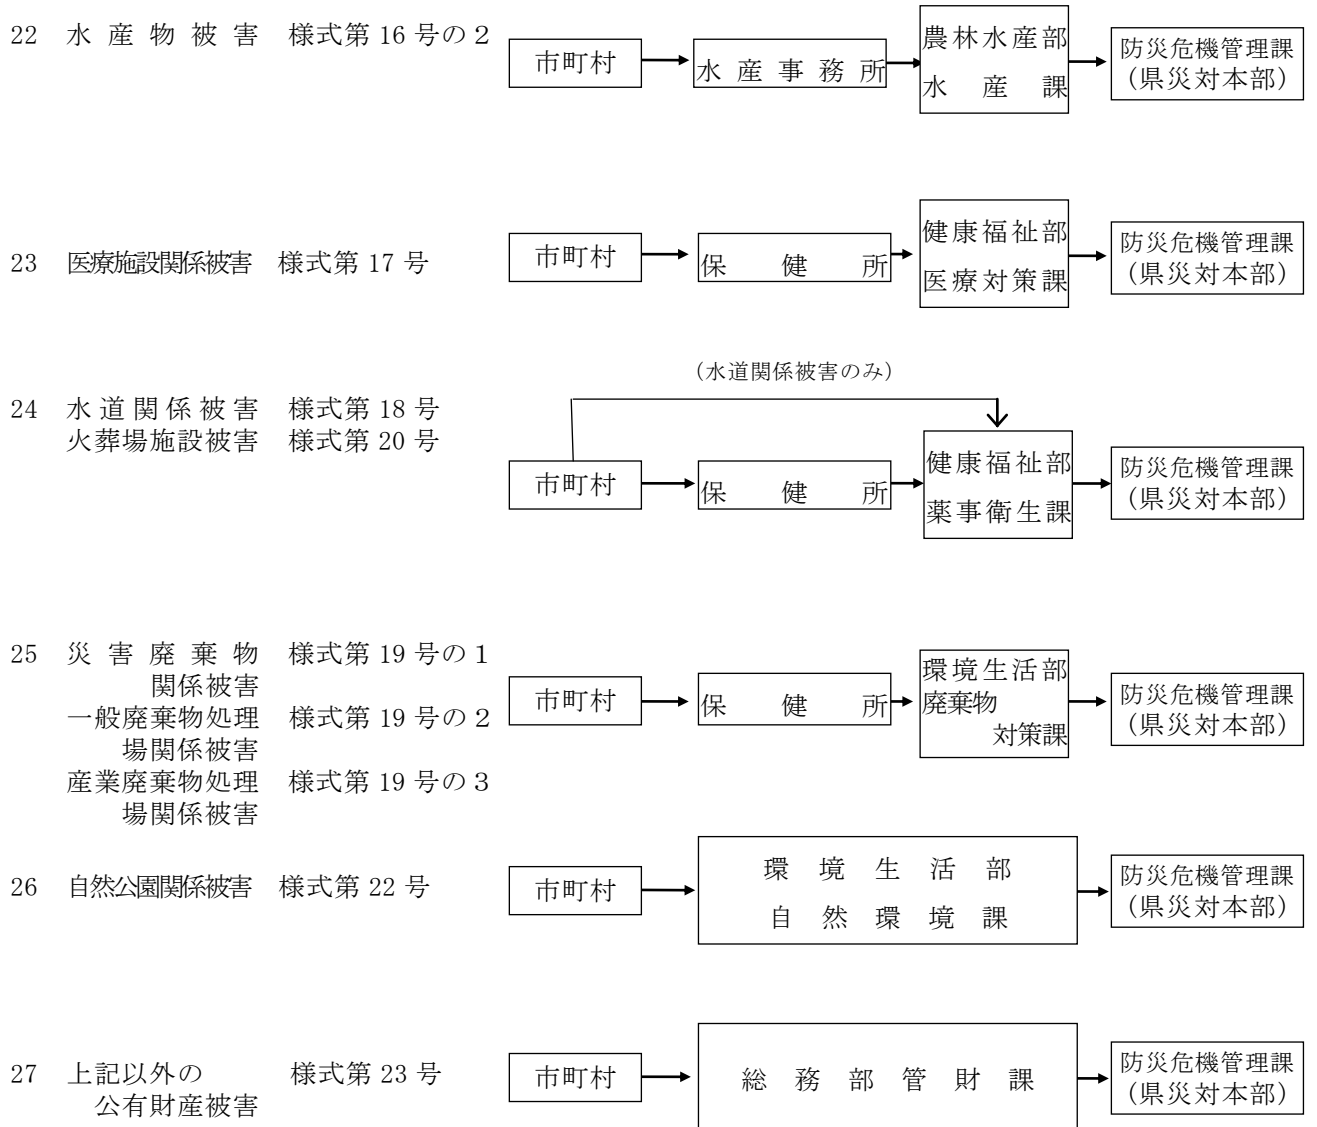 22 水産物被害 様式第16号の2
市町村
水産事務所
農林水産部
水産課
防災危機管理課
（県災対本部）
23 医療施設関係被害 様式第17号
市町村
保健所
健康福祉部
医療対策課
防災危機管理課
（県災対本部）
（水道関係被害のみ）
24 水道関係被害 様式第18号
火葬場施設被害 様式第20号
市町村
保健所
健康福祉部
薬事衛生課
防災危機管理課
（県災対本部）
25 災害廃棄物 様式第19号の1
関係被害
一般廃棄物処理 様式第19号の2
場関係被害
産業廃棄物処理 様式第19号の3
場関係被害
市町村
保健所
環境生活部
廃棄物
対策課
防災危機管理課
（県災対本部）
26 自然公園関係被害 様式第22号
市町村
環境生活部
自然環境課
防災危機管理課
（県災対本部）
27 上記以外の 様式第23号
公有財産被害
市町村
総務部管財課
防災危機管理課
（県災対本部）